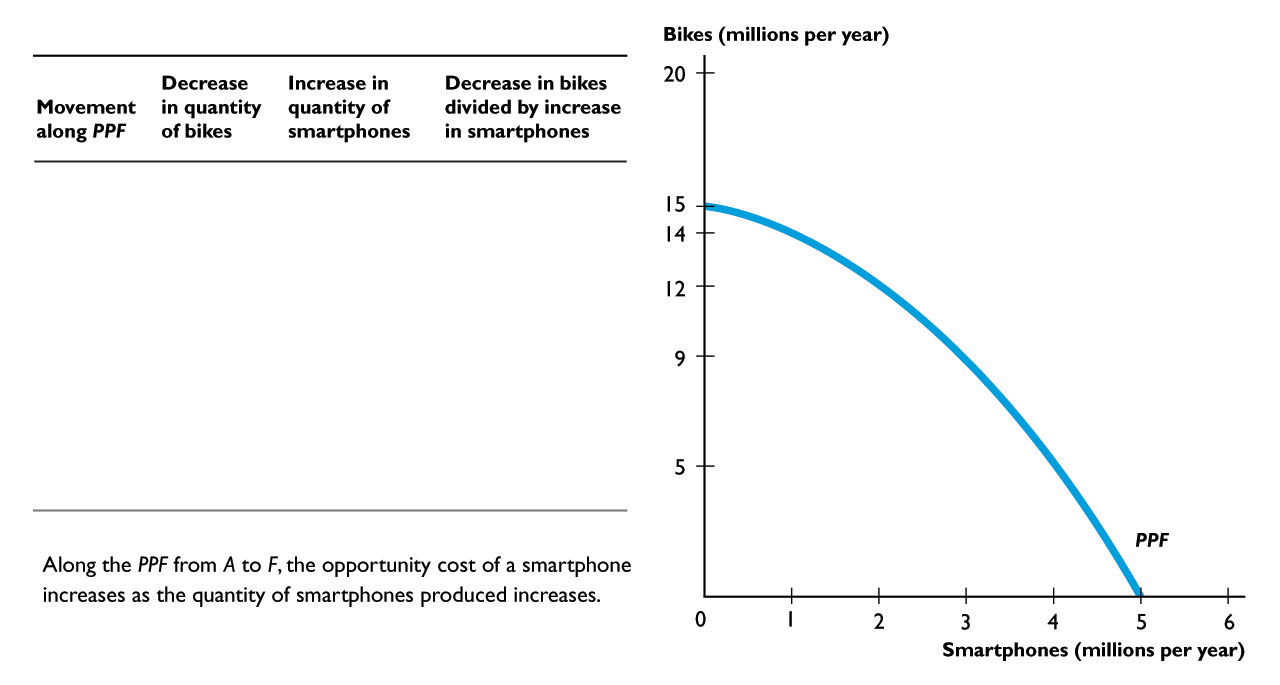 Movement
along PPF
Decrease
in quantity
of bikes
Increase in
quantity of
smartphones
Decrease in bikes
divided by increase
in smartphones
Along the PPF from A to F, the opportunity cost of a smartphone
increases as the quantity of smartphones produced increases.
Bikes (millions per year)
20
15
14
12
9
5
PPF
0 1 2 3 4 5 6
Smartphones (millions per year)